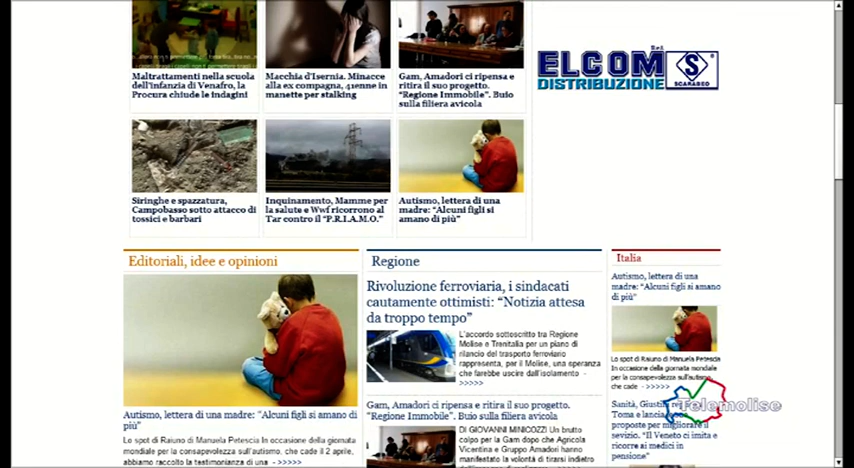 Maltrattamenti nella scuola
dell'infanzia di Venafro, la
Procura chiude le indagini
Macchia d'Isernia. Minacce
alla ex compagna, 41enne in
manette per stalking
Gam, Amadori ci ripensa e
ritira il suo progetto.
"Regione Immobile". Buio
sulla filiera avicola
ELCOM S.r.l.
DISTRIBUZIONE
S
SCARABEO
Siringhe e spazzatura,
Campobasso sotto attacco di
tossici e barbari
Inquinamento, Mamme per
la salute e Wwf ricorrono al
Tar contro il "P.R.I.A.M.O."
Autismo, lettera di una
madre: "Alcuni figli si
amano di più"
Editoriali, idee e opinioni
Autismo, lettera di una madre: "Alcuni figli si amano di
più"
Lo spot di Raiuno di Manuela Petescia In occasione della giornata
mondiale per la consapevolezza sull'autismo, che cade il 2 aprile,
abbiamo raccolto la testimonianza di una - >>>>>
Regione
Rivoluzione ferroviaria, i sindacati
cautamente ottimisti: "Notizia attesa
da troppo tempo"
L'accordo sottoscritto tra Regione
Molise e Trenitalia per un piano di
rilancio del trasporto ferroviario
rappresenta, per il Molise, una speranza
che farebbe uscire dall'isolamento -
>>>>>
Gam, Amadori ci ripensa e ritira il suo progetto.
"Regione Immobile". Buio sulla filiera avicola
DI GIOVANNI MINICOZZI Un brutto
colpo per la Gam dopo che Agricola
Vicentina e Gruppo Amadori hanno
manifestato la volontà di tirarsi indietro
Italia
Autismo, lettera di una
madre: "Alcuni figli si amano
di più"
Lo spot di Raiuno di Manuela Petescia
In occasione della giornata mondiale
per la consapevolezza sull'autismo,
che cade - >>>>>
Sanità, Giustini
Toma e lancia
proposte per migliorare il
sevizio. "Il Veneto ci imita e
ricorre ai medici in
pensione"
Telemolise